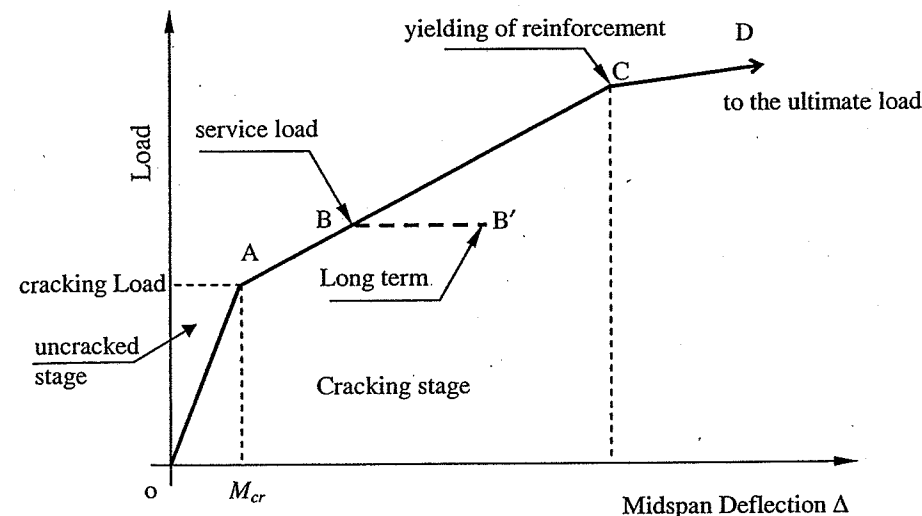 yielding of reinforcement
D
C
to the ultimate load
service load
Load
B
B′
A
Long term
cracking Load
uncracked
stage
Cracking stage
o
M_cr
Midspan Deflection Δ